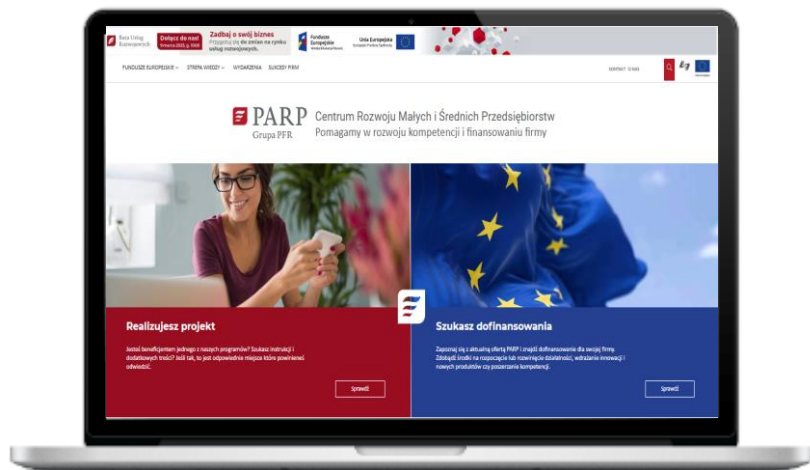 Baza Usług
Rozwojowych
Dołącz do nas!
Zadbaj o swój biznes
Przygotuj się do zmian na rynku
usług rozwojowych.
Fundusze
Europejskie
Unia Europejska
FUNDUSZE EUROPEJSKIE
STREFA WIEDZY
WYDARZENIA
SUKCESY FIRM
KONTAKT
O NAS
PARP
Grupa PFR
Centrum Rozwoju Małych i Średnich Przedsiębiorstw
Pomagamy w rozwoju kompetencji i finansowaniu firmy
Realizujesz projekt
Jesteś beneficjentem jednego z naszych programów? Szukasz instrukcji i
dodatkowych treści? Jeśli tak, to jest odpowiednie miejsce które powinieneś
odwiedzić.
Sprawdź
Szukasz dofinansowania
Zapoznaj się z aktualną ofertą PARP i znajdź dofinansowanie dla swojej firmy.
Zdobądź środki na rozpoczęcie lub rozwinięcie działalności, wdrażanie innowacji i
nowych produktów czy poszerzanie kompetencji.
Sprawdź